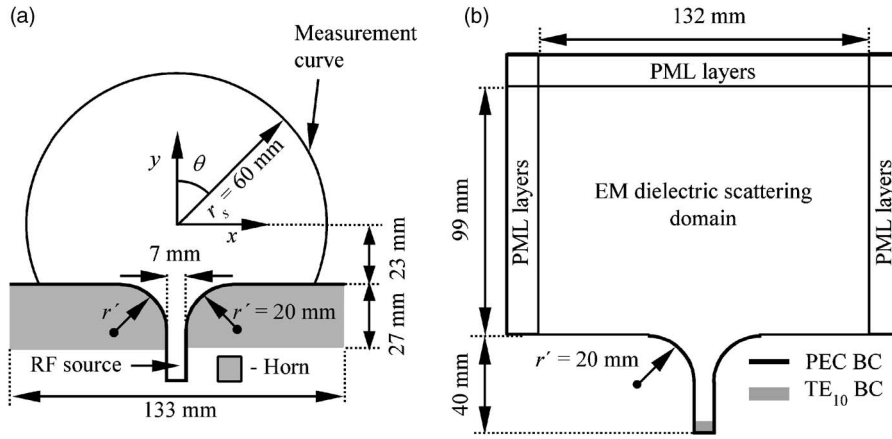 (a)
Measurement
curve
y
θ
r_s = 60 mm
x
7 mm
23 mm
r´
r´ = 20 mm
27 mm
RF source
- Horn
133 mm
(b)
132 mm
PML layers
99 mm
PML layers
EM dielectric scattering
domain
PML layers
r´ = 20 mm
40 mm
PEC BC
TE₁₀ BC